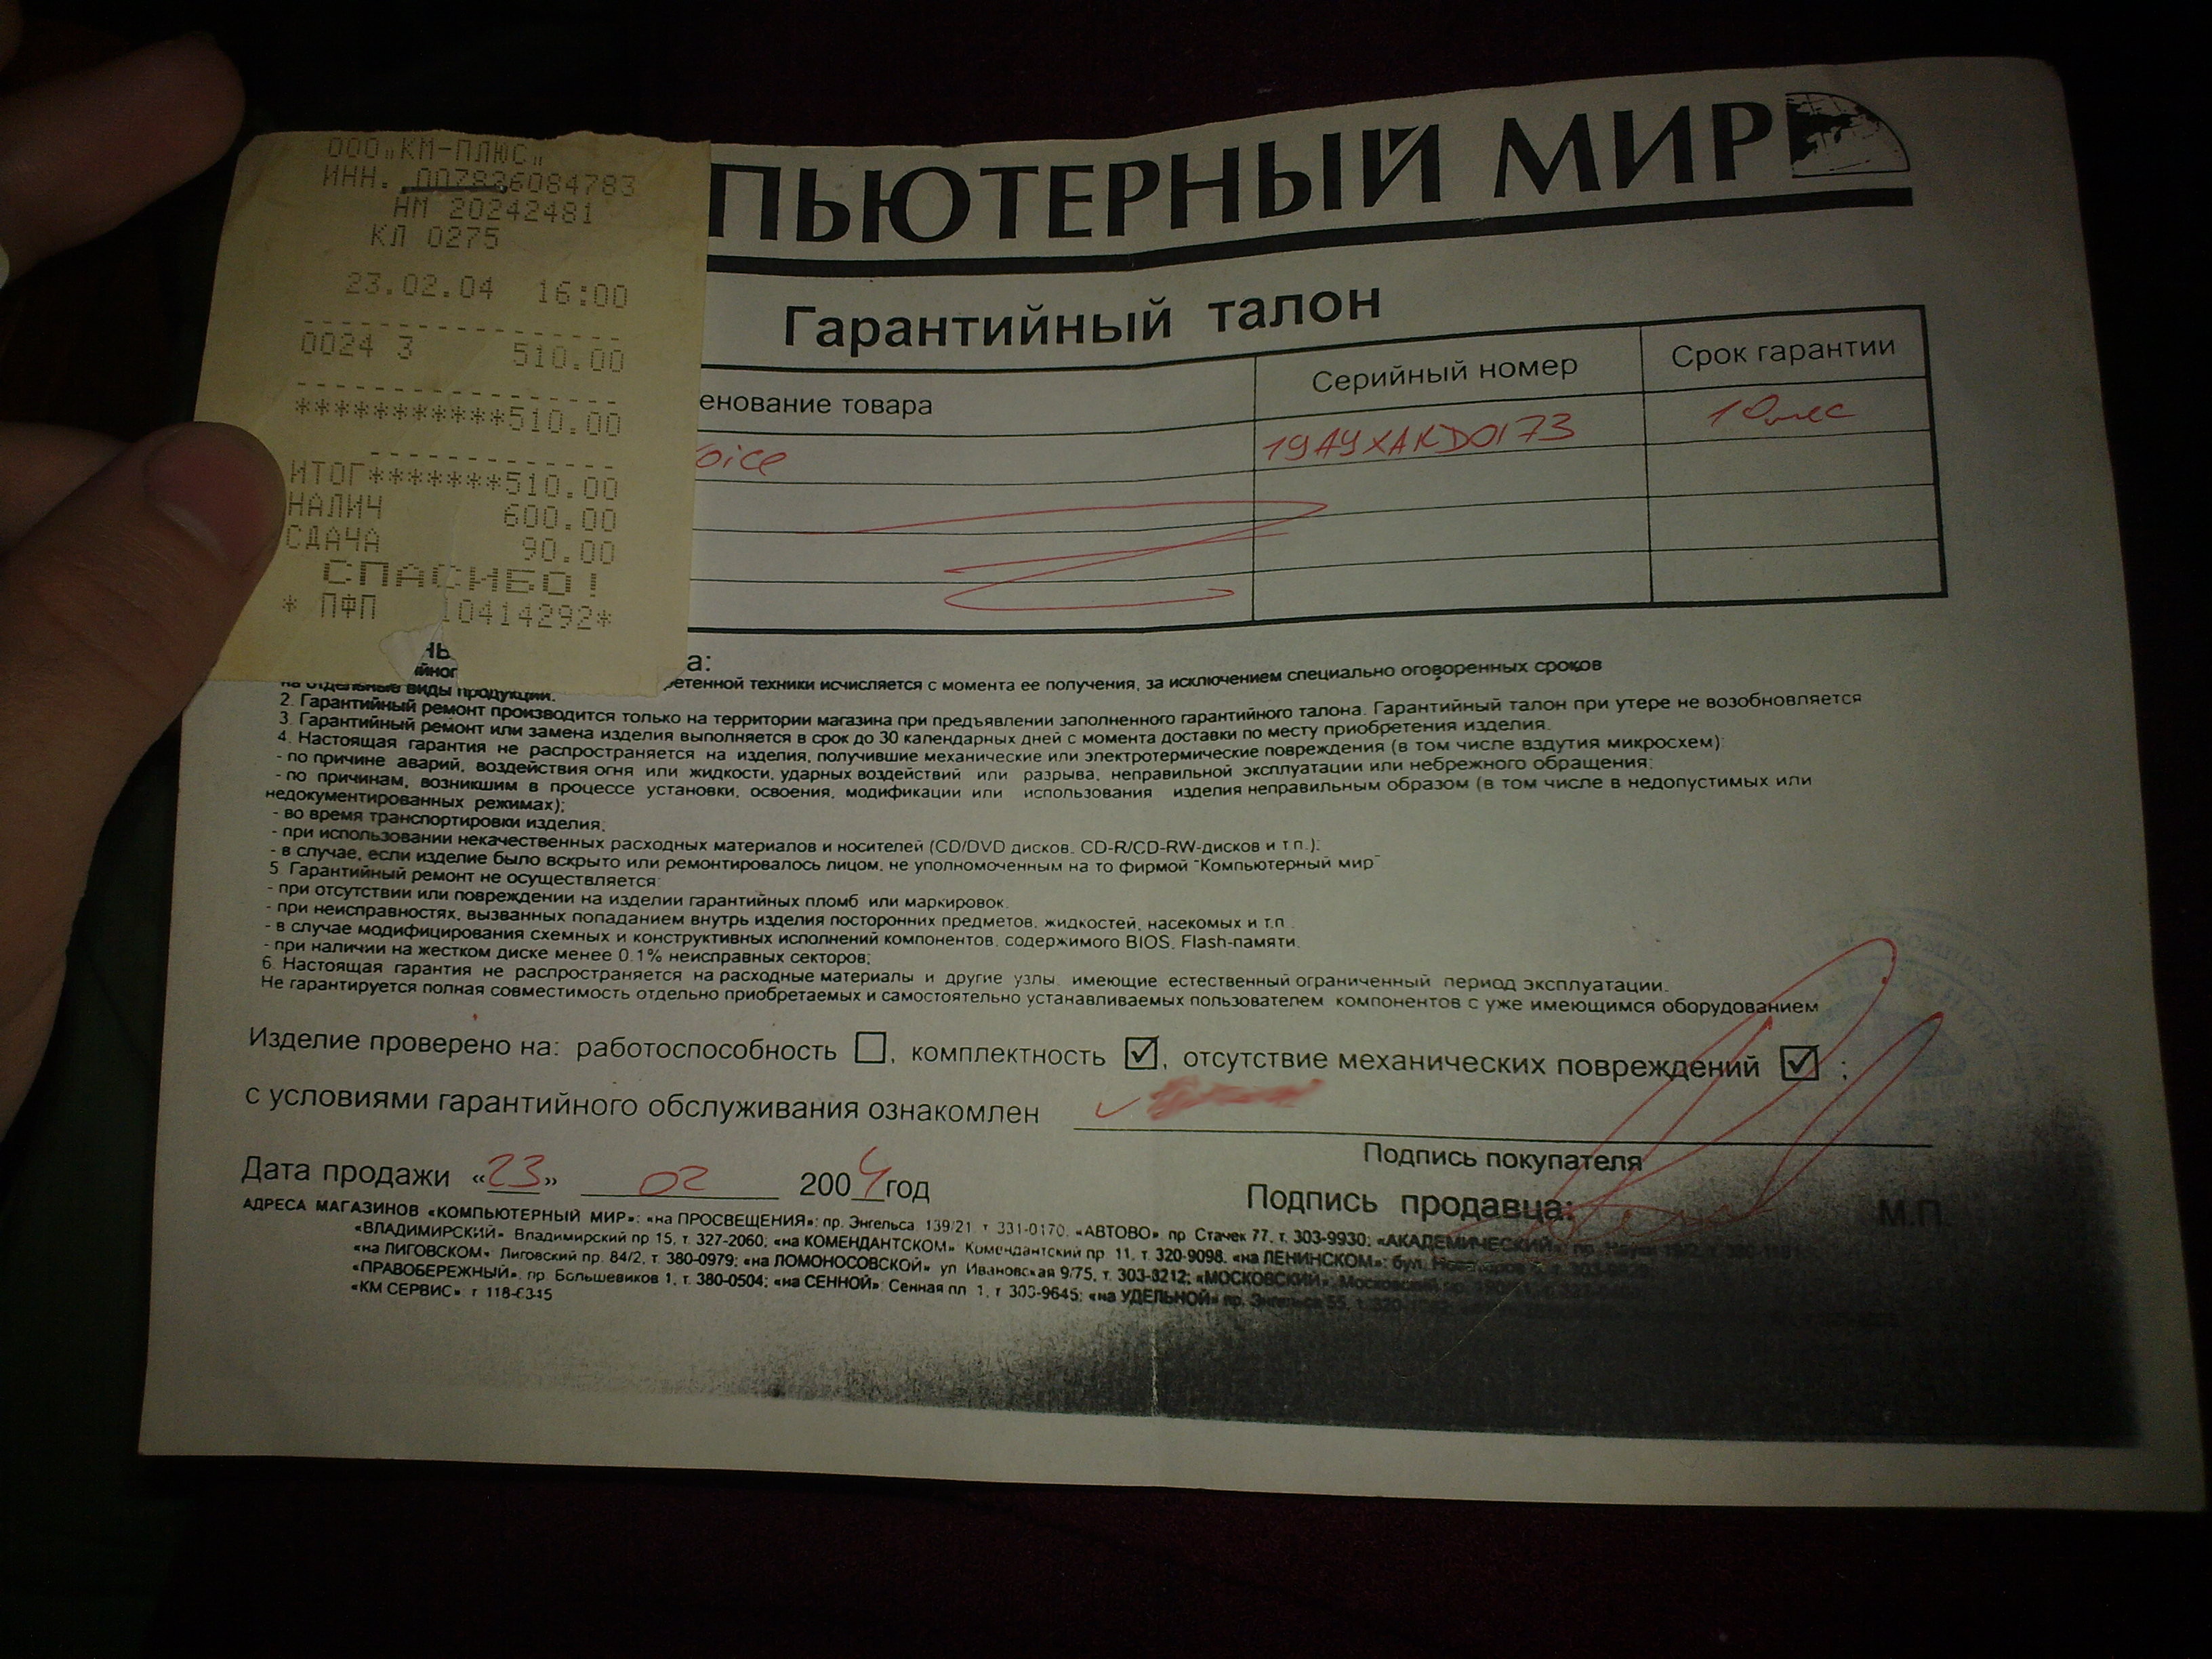 ООО„КМ-ПЛЮС„
ИНН. 007826084783
НМ 20242481
КЛ 0275
23.02.04 16:00
0024 3 510.00
***********510.00
ИТОГ*******510.00
НАЛИЧ 600.00
СДАЧА 90.00
СПАСИБО!
* ПФП 10414292*
ПЬЮТЕРНЫЙ МИР
Гарантийный талон
енование товара Серийный номер Срок гарантии
oice 19AYXAKD0173 10 мес
а:
ретенной техники исчисляется с момента ее получения, за исключением специально оговоренных сроков
на отдельные виды продукции.
2. Гарантийный ремонт производится только на территории магазина при предъявлении заполненного гарантийного талона. Гарантийный талон при утере не возобновляется
3. Гарантийный ремонт или замена изделия выполняется в срок до 30 календарных дней с момента доставки по месту приобретения изделия.
4. Настоящая гарантия не распространяется на изделия, получившие механические или электротермические повреждения (в том числе вздутия микросхем):
- по причине аварий, воздействия огня или жидкости, ударных воздействий или разрыва, неправильной эксплуатации или небрежного обращения;
- по причинам, возникшим в процессе установки, освоения, модификации или использования изделия неправильным образом (в том числе в недопустимых или
недокументированных режимах);
- во время транспортировки изделия;
- при использовании некачественных расходных материалов и носителей (CD/DVD дисков, CD-R/CD-RW-дисков и т.п.);
- в случае, если изделие было вскрыто или ремонтировалось лицом, не уполномоченным на то фирмой "Компьютерный мир"
5. Гарантийный ремонт не осуществляется:
- при отсутствии или повреждении на изделии гарантийных пломб или маркировок.
- при неисправностях, вызванных попаданием внутрь изделия посторонних предметов, жидкостей, насекомых и т.п.
- в случае модифицирования схемных и конструктивных исполнений компонентов, содержимого BIOS, Flash-памяти.
- при наличии на жестком диске менее 0.1% неисправных секторов;
6. Настоящая гарантия не распространяется на расходные материалы и другие узлы, имеющие естественный ограниченный период эксплуатации.
Не гарантируется полная совместимость отдельно приобретаемых и самостоятельно устанавливаемых пользователем компонентов с уже имеющимся оборудованием
Изделие проверено на: работоспособность ☐, комплектность ☑, отсутствие механических повреждений ☑ ;
с условиями гарантийного обслуживания ознакомлен
Подпись покупателя
Дата продажи «23» 02 2004 год
Подпись продавца: М.П.
АДРЕСА МАГАЗИНОВ «КОМПЬЮТЕРНЫЙ МИР»: «на ПРОСВЕЩЕНИЯ»: пр. Энгельса 139/21 т. 331-0170, «АВТОВО» пр. Стачек 77, т. 303-9930; «АКАДЕМИЧЕСКИЙ» пр.
«ВЛАДИМИРСКИЙ» Владимирский пр 15, т. 327-2060; «на КОМЕНДАНТСКОМ» Комендантский пр. 11, т. 320-9098, «на ЛЕНИНСКОМ»: бул.
«на ЛИГОВСКОМ» Лиговский пр. 84/2, т. 380-0979; «на ЛОМОНОСОВСКОЙ» ул. Ивановская 9/75, т. 303-8212; «МОСКОВСКИЙ»: Московский пр.
«ПРАВОБЕРЕЖНЫЙ», пр. Большевиков 1, т. 380-0504; «на СЕННОЙ»: Сенная пл. 1, т 303-9645; «на УДЕЛЬНОЙ» пр. Энгельса 55, т.
«КМ СЕРВИС»: т 118-6345